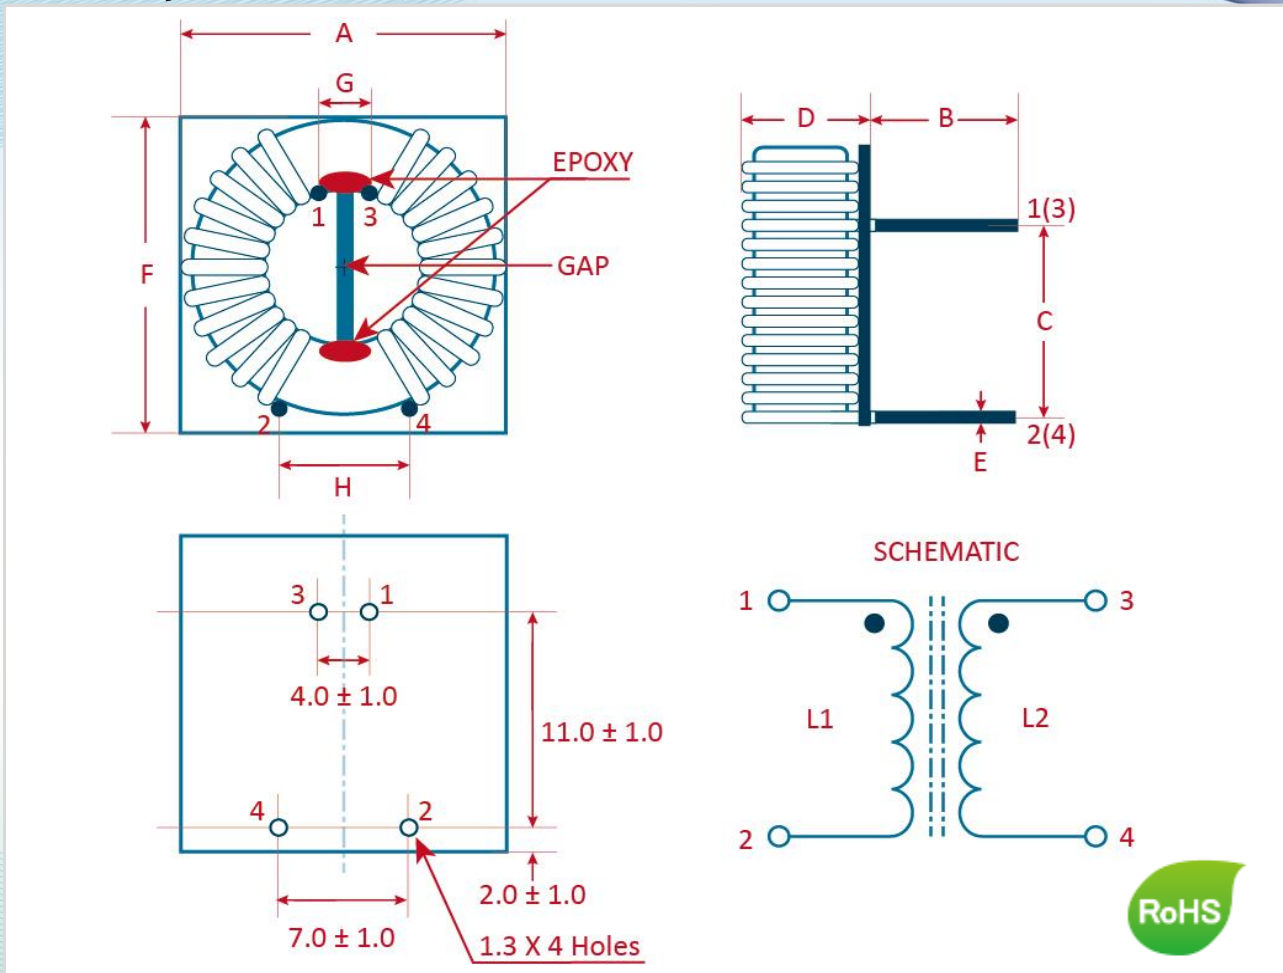 A
G
D
B
EPOXY
1
3
1(3)
F
GAP
C
2
4
2(4)
E
H
SCHEMATIC
3
1
1
3
4.0 ± 1.0
L1
L2
11.0 ± 1.0
4
2
2
4
2.0 ± 1.0
7.0 ± 1.0
1.3 X 4 Holes
RoHS